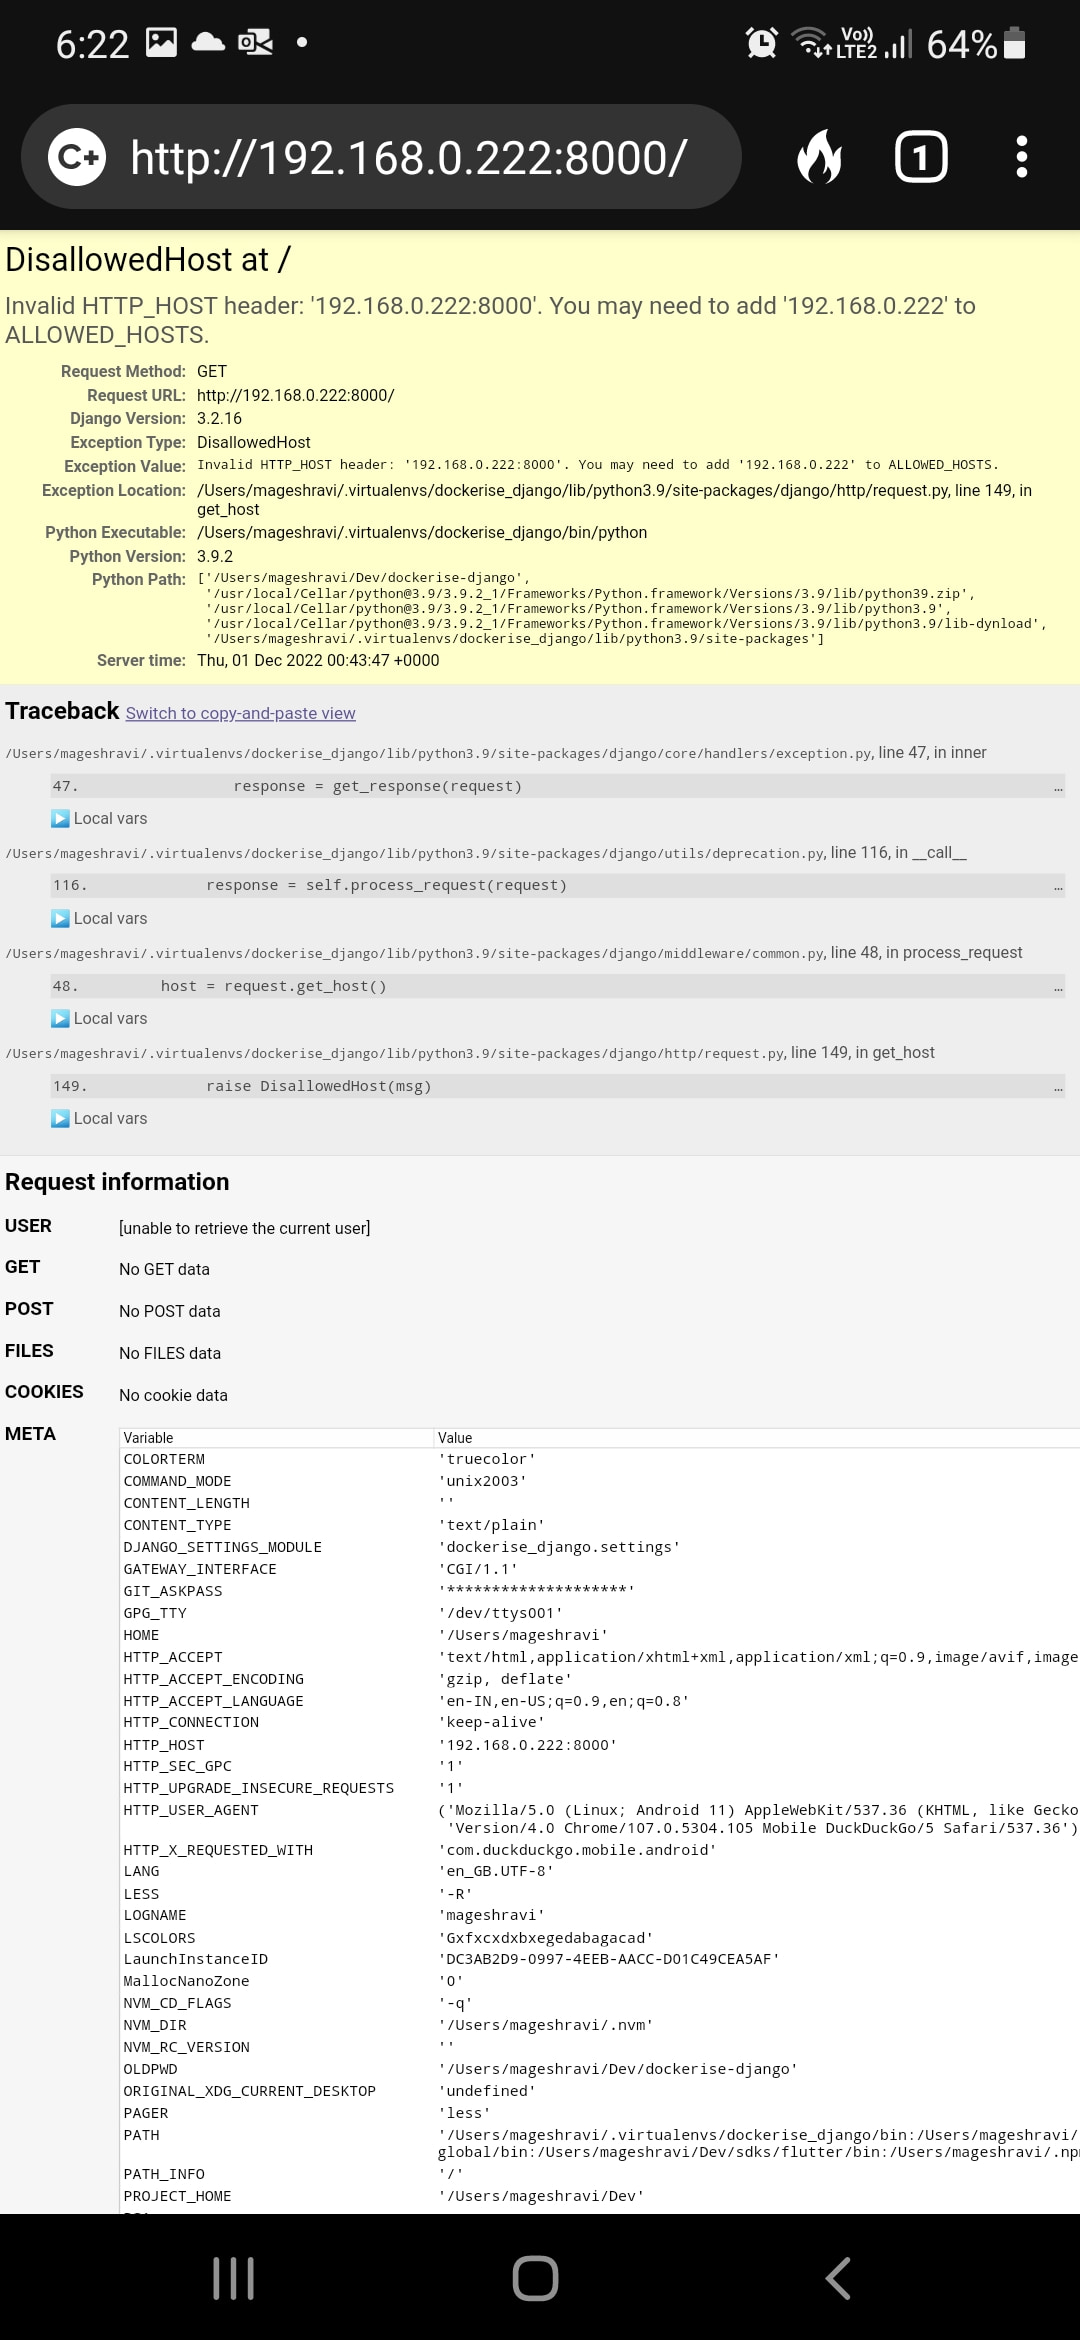 6:22
Vo)) LTE2
64%
C+
http://192.168.0.222:8000/
1
DisallowedHost at /
Invalid HTTP_HOST header: '192.168.0.222:8000'. You may need to add '192.168.0.222' to
ALLOWED_HOSTS.
Request Method: GET
Request URL: http://192.168.0.222:8000/
Django Version: 3.2.16
Exception Type: DisallowedHost
Exception Value: Invalid HTTP_HOST header: '192.168.0.222:8000'. You may need to add '192.168.0.222' to ALLOWED_HOSTS.
Exception Location: /Users/mageshravi/.virtualenvs/dockerise_django/lib/python3.9/site-packages/django/http/request.py, line 149, in
get_host
Python Executable: /Users/mageshravi/.virtualenvs/dockerise_django/bin/python
Python Version: 3.9.2
Python Path: ['/Users/mageshravi/Dev/dockerise-django',
'/usr/local/Cellar/python@3.9/3.9.2_1/Frameworks/Python.framework/Versions/3.9/lib/python39.zip',
'/usr/local/Cellar/python@3.9/3.9.2_1/Frameworks/Python.framework/Versions/3.9/lib/python3.9',
'/usr/local/Cellar/python@3.9/3.9.2_1/Frameworks/Python.framework/Versions/3.9/lib/python3.9/lib-dynload',
'/Users/mageshravi/.virtualenvs/dockerise_django/lib/python3.9/site-packages']
Server time: Thu, 01 Dec 2022 00:43:47 +0000
Traceback Switch to copy-and-paste view
/Users/mageshravi/.virtualenvs/dockerise_django/lib/python3.9/site-packages/django/core/handlers/exception.py, line 47, in inner
47. response = get_response(request) …
Local vars
/Users/mageshravi/.virtualenvs/dockerise_django/lib/python3.9/site-packages/django/utils/deprecation.py, line 116, in __call__
116. response = self.process_request(request) …
Local vars
/Users/mageshravi/.virtualenvs/dockerise_django/lib/python3.9/site-packages/django/middleware/common.py, line 48, in process_request
48. host = request.get_host() …
Local vars
/Users/mageshravi/.virtualenvs/dockerise_django/lib/python3.9/site-packages/django/http/request.py, line 149, in get_host
149. raise DisallowedHost(msg) …
Local vars
Request information
USER [unable to retrieve the current user]
GET No GET data
POST No POST data
FILES No FILES data
COOKIES No cookie data
META
Variable Value
COLORTERM 'truecolor'
COMMAND_MODE 'unix2003'
CONTENT_LENGTH ''
CONTENT_TYPE 'text/plain'
DJANGO_SETTINGS_MODULE 'dockerise_django.settings'
GATEWAY_INTERFACE 'CGI/1.1'
GIT_ASKPASS '********************'
GPG_TTY '/dev/ttys001'
HOME '/Users/mageshravi'
HTTP_ACCEPT 'text/html,application/xhtml+xml,application/xml;q=0.9,image/avif,image
HTTP_ACCEPT_ENCODING 'gzip, deflate'
HTTP_ACCEPT_LANGUAGE 'en-IN,en-US;q=0.9,en;q=0.8'
HTTP_CONNECTION 'keep-alive'
HTTP_HOST '192.168.0.222:8000'
HTTP_SEC_GPC '1'
HTTP_UPGRADE_INSECURE_REQUESTS '1'
HTTP_USER_AGENT ('Mozilla/5.0 (Linux; Android 11) AppleWebKit/537.36 (KHTML, like Gecko
'Version/4.0 Chrome/107.0.5304.105 Mobile DuckDuckGo/5 Safari/537.36')
HTTP_X_REQUESTED_WITH 'com.duckduckgo.mobile.android'
LANG 'en_GB.UTF-8'
LESS '-R'
LOGNAME 'mageshravi'
LSCOLORS 'Gxfxcxdxbxegedabagacad'
LaunchInstanceID 'DC3AB2D9-0997-4EEB-AACC-D01C49CEA5AF'
MallocNanoZone '0'
NVM_CD_FLAGS '-q'
NVM_DIR '/Users/mageshravi/.nvm'
NVM_RC_VERSION ''
OLDPWD '/Users/mageshravi/Dev/dockerise-django'
ORIGINAL_XDG_CURRENT_DESKTOP 'undefined'
PAGER 'less'
PATH '/Users/mageshravi/.virtualenvs/dockerise_django/bin:/Users/mageshravi/
global/bin:/Users/mageshravi/Dev/sdks/flutter/bin:/Users/mageshravi/.np
PATH_INFO '/'
PROJECT_HOME '/Users/mageshravi/Dev'